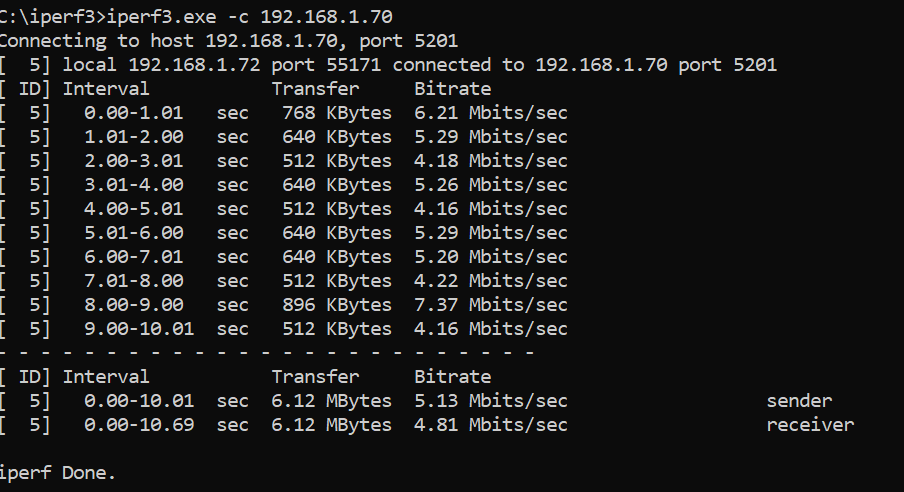 C:\iperf3>iperf3.exe -c 192.168.1.70
Connecting to host 192.168.1.70, port 5201
[  5] local 192.168.1.72 port 55171 connected to 192.168.1.70 port 5201
[ ID] Interval           Transfer     Bitrate
[  5]   0.00-1.01   sec   768 KBytes  6.21 Mbits/sec
[  5]   1.01-2.00   sec   640 KBytes  5.29 Mbits/sec
[  5]   2.00-3.01   sec   512 KBytes  4.18 Mbits/sec
[  5]   3.01-4.00   sec   640 KBytes  5.26 Mbits/sec
[  5]   4.00-5.01   sec   512 KBytes  4.16 Mbits/sec
[  5]   5.01-6.00   sec   640 KBytes  5.29 Mbits/sec
[  5]   6.00-7.01   sec   640 KBytes  5.20 Mbits/sec
[  5]   7.01-8.00   sec   512 KBytes  4.22 Mbits/sec
[  5]   8.00-9.00   sec   896 KBytes  7.37 Mbits/sec
[  5]   9.00-10.01  sec   512 KBytes  4.16 Mbits/sec
- - - - - - - - - - - - - - - - - - - - - - - - -
[ ID] Interval           Transfer     Bitrate
[  5]   0.00-10.01  sec  6.12 MBytes  5.13 Mbits/sec                  sender
[  5]   0.00-10.69  sec  6.12 MBytes  4.81 Mbits/sec                  receiver
iperf Done.